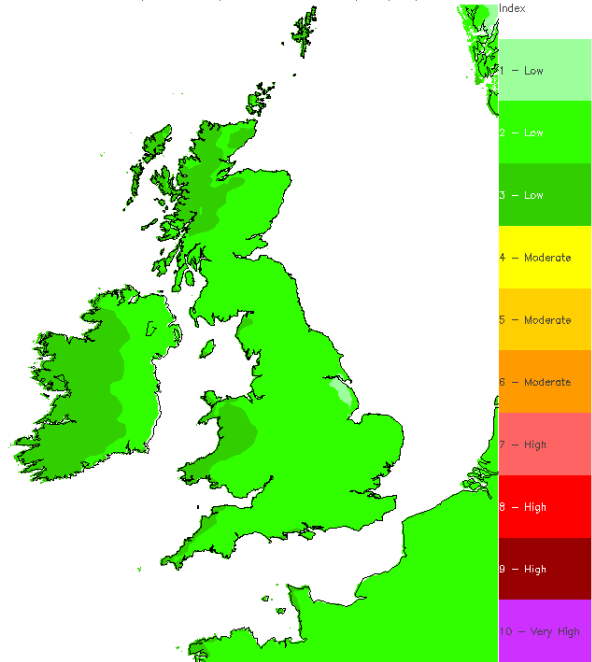 Index
1 - Low
2 - Low
3 - Low
4 - Moderate
5 - Moderate
6 - Moderate
7 - High
8 - High
9 - High
10 - Very High